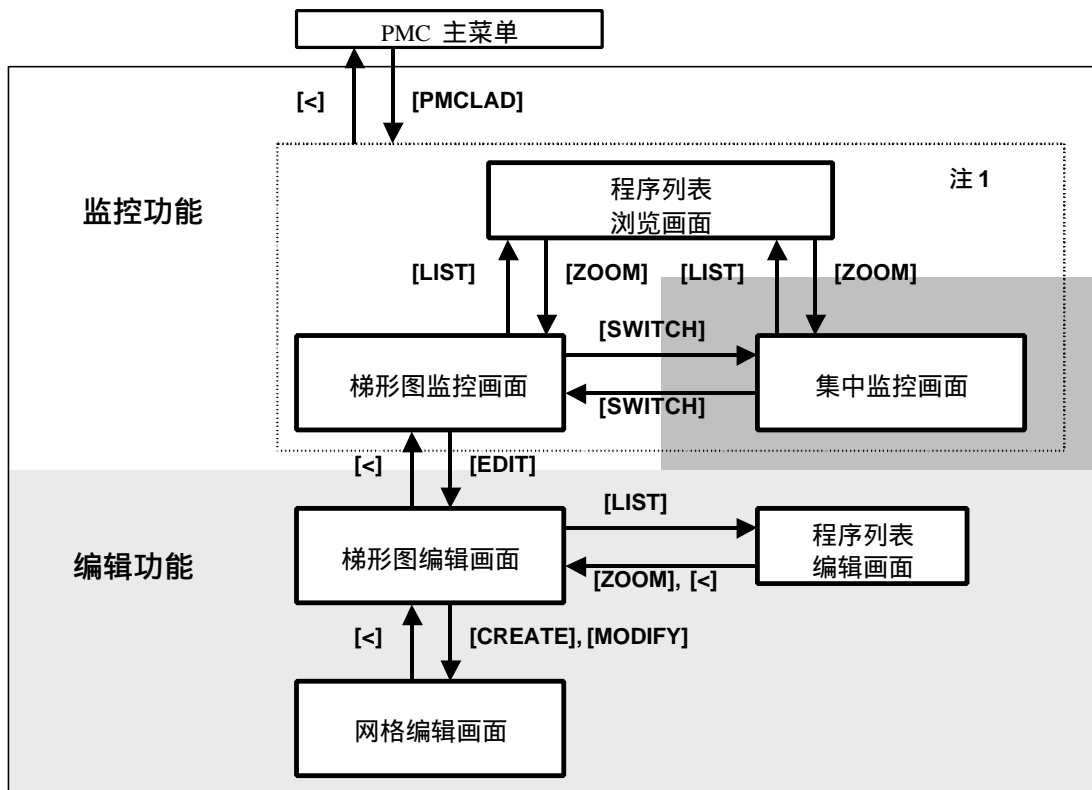 PMC 主菜单
[<]
[PMCLAD]
注 1
程序列表
浏览画面
监控功能
[LIST]
[ZOOM]
[LIST]
[ZOOM]
[SWITCH]
梯形图监控画面
集中监控画面
[SWITCH]
[<]
[EDIT]
[LIST]
程序列表
编辑画面
编辑功能
梯形图编辑画面
[ZOOM], [<]
[<]
[CREATE], [MODIFY]
网格编辑画面